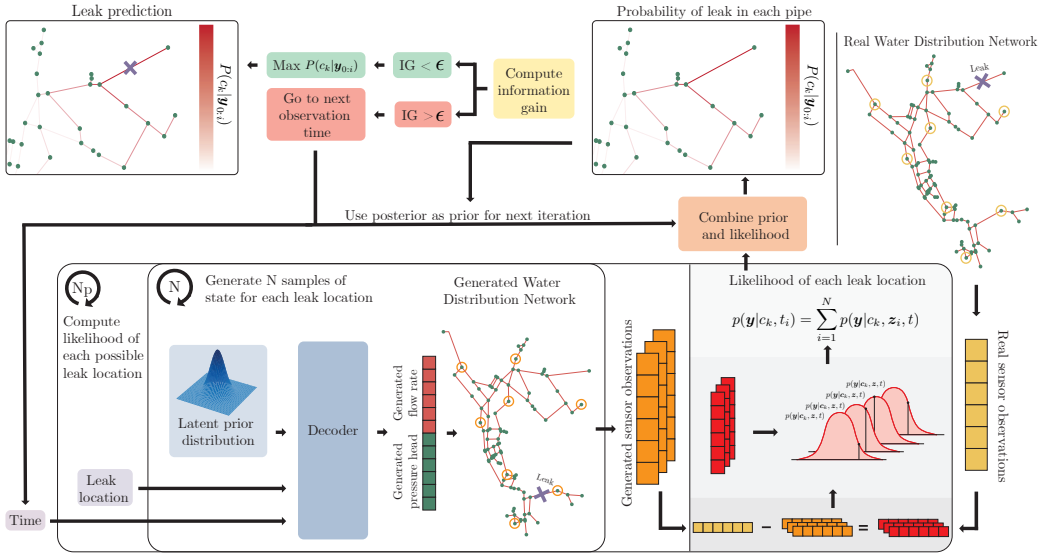 Leak prediction
P(c_k|y_{0:i})
Max P(c_k|y_{0:i})
IG < ϵ
Go to next
observation
time
IG > ϵ
Compute
information
gain
Probability of leak in each pipe
P(c_k|y_{0:i})
Real Water Distribution Network
Leak
Use posterior as prior for next iteration
Combine prior
and likelihood
N_p
Compute
likelihood of
each possible
leak location
N
Generate N samples of
state for each leak location
Latent prior
distribution
Decoder
Leak
location
Time
Generated
flow rate
Generated
pressure head
Generated Water
Distribution Network
Leak
Generated sensor observations
Likelihood of each leak location
p(y|c_k, t_i) = \sum_{i=1}^{N} p(y|c_k, z_i, t)
p(y|c_k, z, t)
p(y|c_k, z, t)
p(y|c_k, z, t)
p(y|c_k, z, t)
− =
Real sensor observations